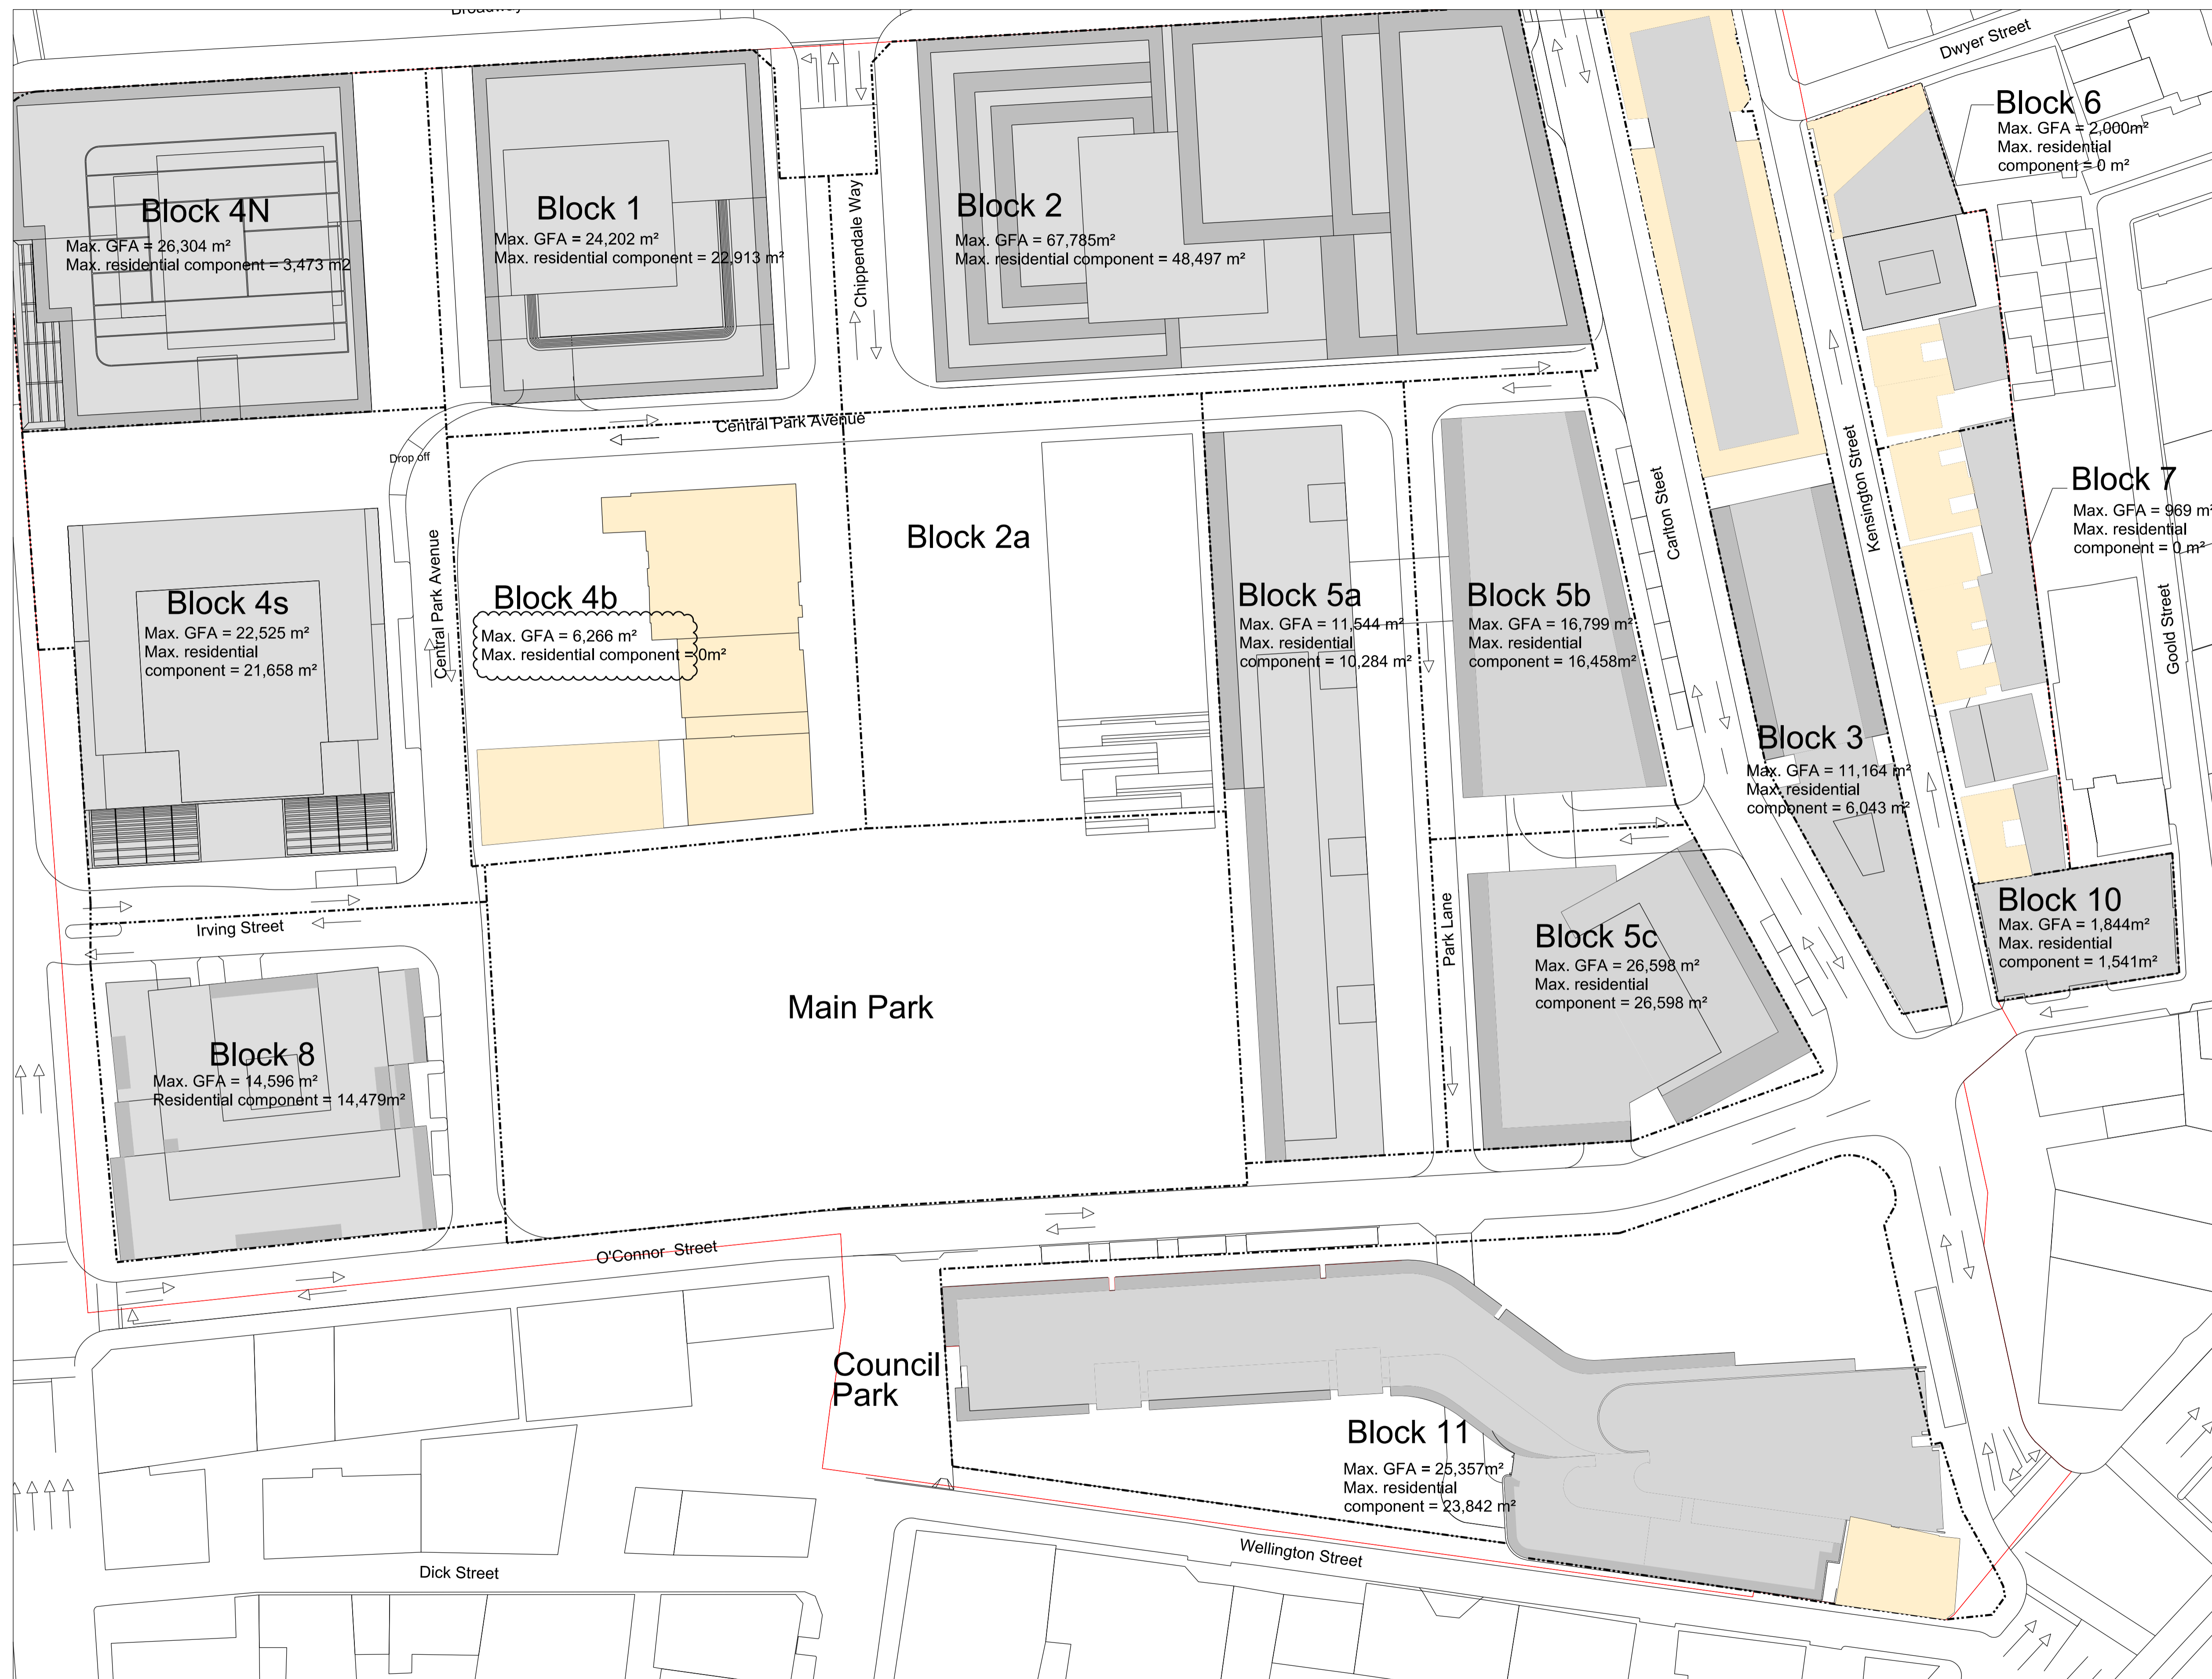 Broadway
Dwyer Street
Block 6
Max. GFA = 2,000m²
Max. residential
component = 0 m²
Block 4N
Max. GFA = 26,304 m²
Max. residential component = 3,473 m2
Block 1
Max. GFA = 24,202 m²
Max. residential component = 22,913 m²
Chippendale Way
Block 2
Max. GFA = 67,785m²
Max. residential component = 48,497 m²
Central Park Avenue
Drop off
Kensington Street
Carlton Steet
Block 7
Max. GFA = 969 m²
Max. residential
component = 0 m²
Goold Street
Central Park Avenue
Block 2a
Block 4s
Max. GFA = 22,525 m²
Max. residential
component = 21,658 m²
Block 4b
Max. GFA = 6,266 m²
Max. residential component = 0m²
Block 5a
Max. GFA = 11,544 m²
Max. residential
component = 10,284 m²
Block 5b
Max. GFA = 16,799 m²
Max. residential
component = 16,458m²
Block 3
Max. GFA = 11,164 m²
Max. residential
component = 6,043 m²
Block 10
Max. GFA = 1,844m²
Max. residential
component = 1,541m²
Irving Street
Park Lane
Block 5c
Max. GFA = 26,598 m²
Max. residential
component = 26,598 m²
Main Park
Block 8
Max. GFA = 14,596 m²
Residential component = 14,479m²
O'Connor Street
Council
Park
Block 11
Max. GFA = 25,357m²
Max. residential
component = 23,842 m²
Wellington Street
Dick Street